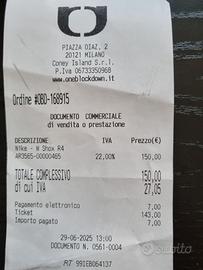 PIAZZA DIAZ, 2
20121 MILANO
Coney Island S.r.l.
P.Iva 06733350968
www.oneblockdown.it
Ordine #OBD-168915
DOCUMENTO COMMERCIALE
di vendita o prestazione
DESCRIZIONE IVA Prezzo(€)
Nike - W Shox R4
AR3565-00000465 22,00% 150,00
TOTALE COMPLESSIVO 150,00
di cui IVA 27,05
Pagamento elettronico 7,00
Ticket 143,00
Importo pagato 7,00
29-06-2025 13:00
DOCUMENTO N. 0561-0004
RT 99IEB064137
subito